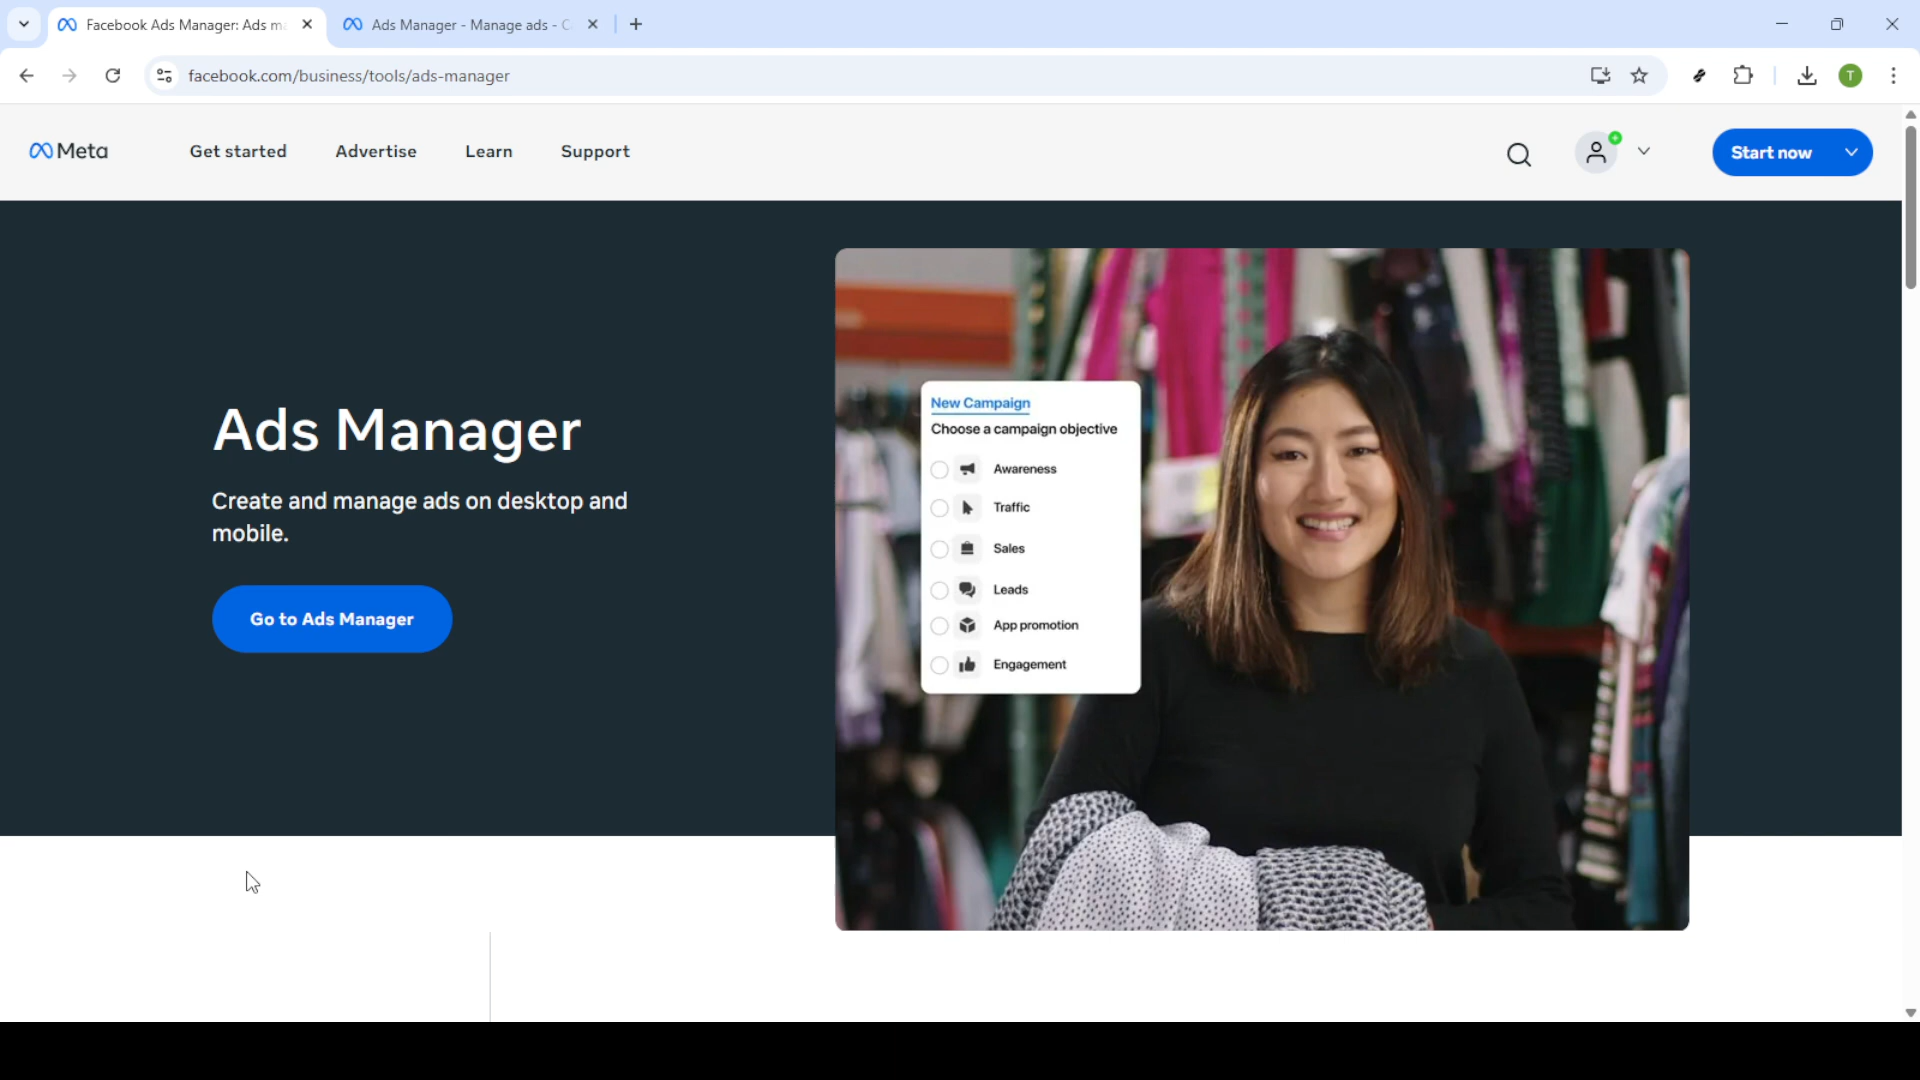 Facebook Ads Manager: Ads ma
Ads Manager - Manage ads - C
facebook.com/business/tools/ads-manager
T
Meta
Get started
Advertise
Learn
Support
Start now
Ads Manager
Create and manage ads on desktop and
mobile.
Go to Ads Manager
New Campaign
Choose a campaign objective
Awareness
Traffic
Sales
Leads
App promotion
Engagement